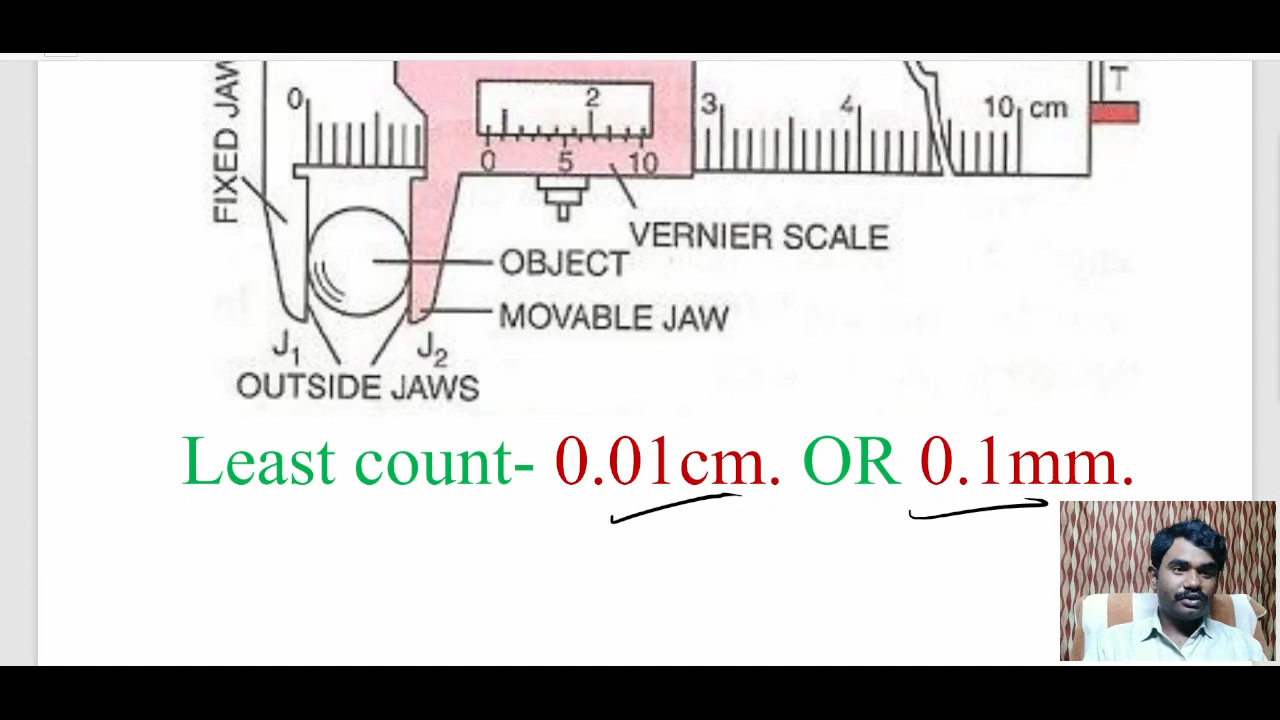 FIXED JAW
0 2 3 4 10 cm T
0 5 10
VERNIER SCALE
OBJECT
MOVABLE JAW
J1 J2
OUTSIDE JAWS
Least count- 0.01cm. OR 0.1mm.